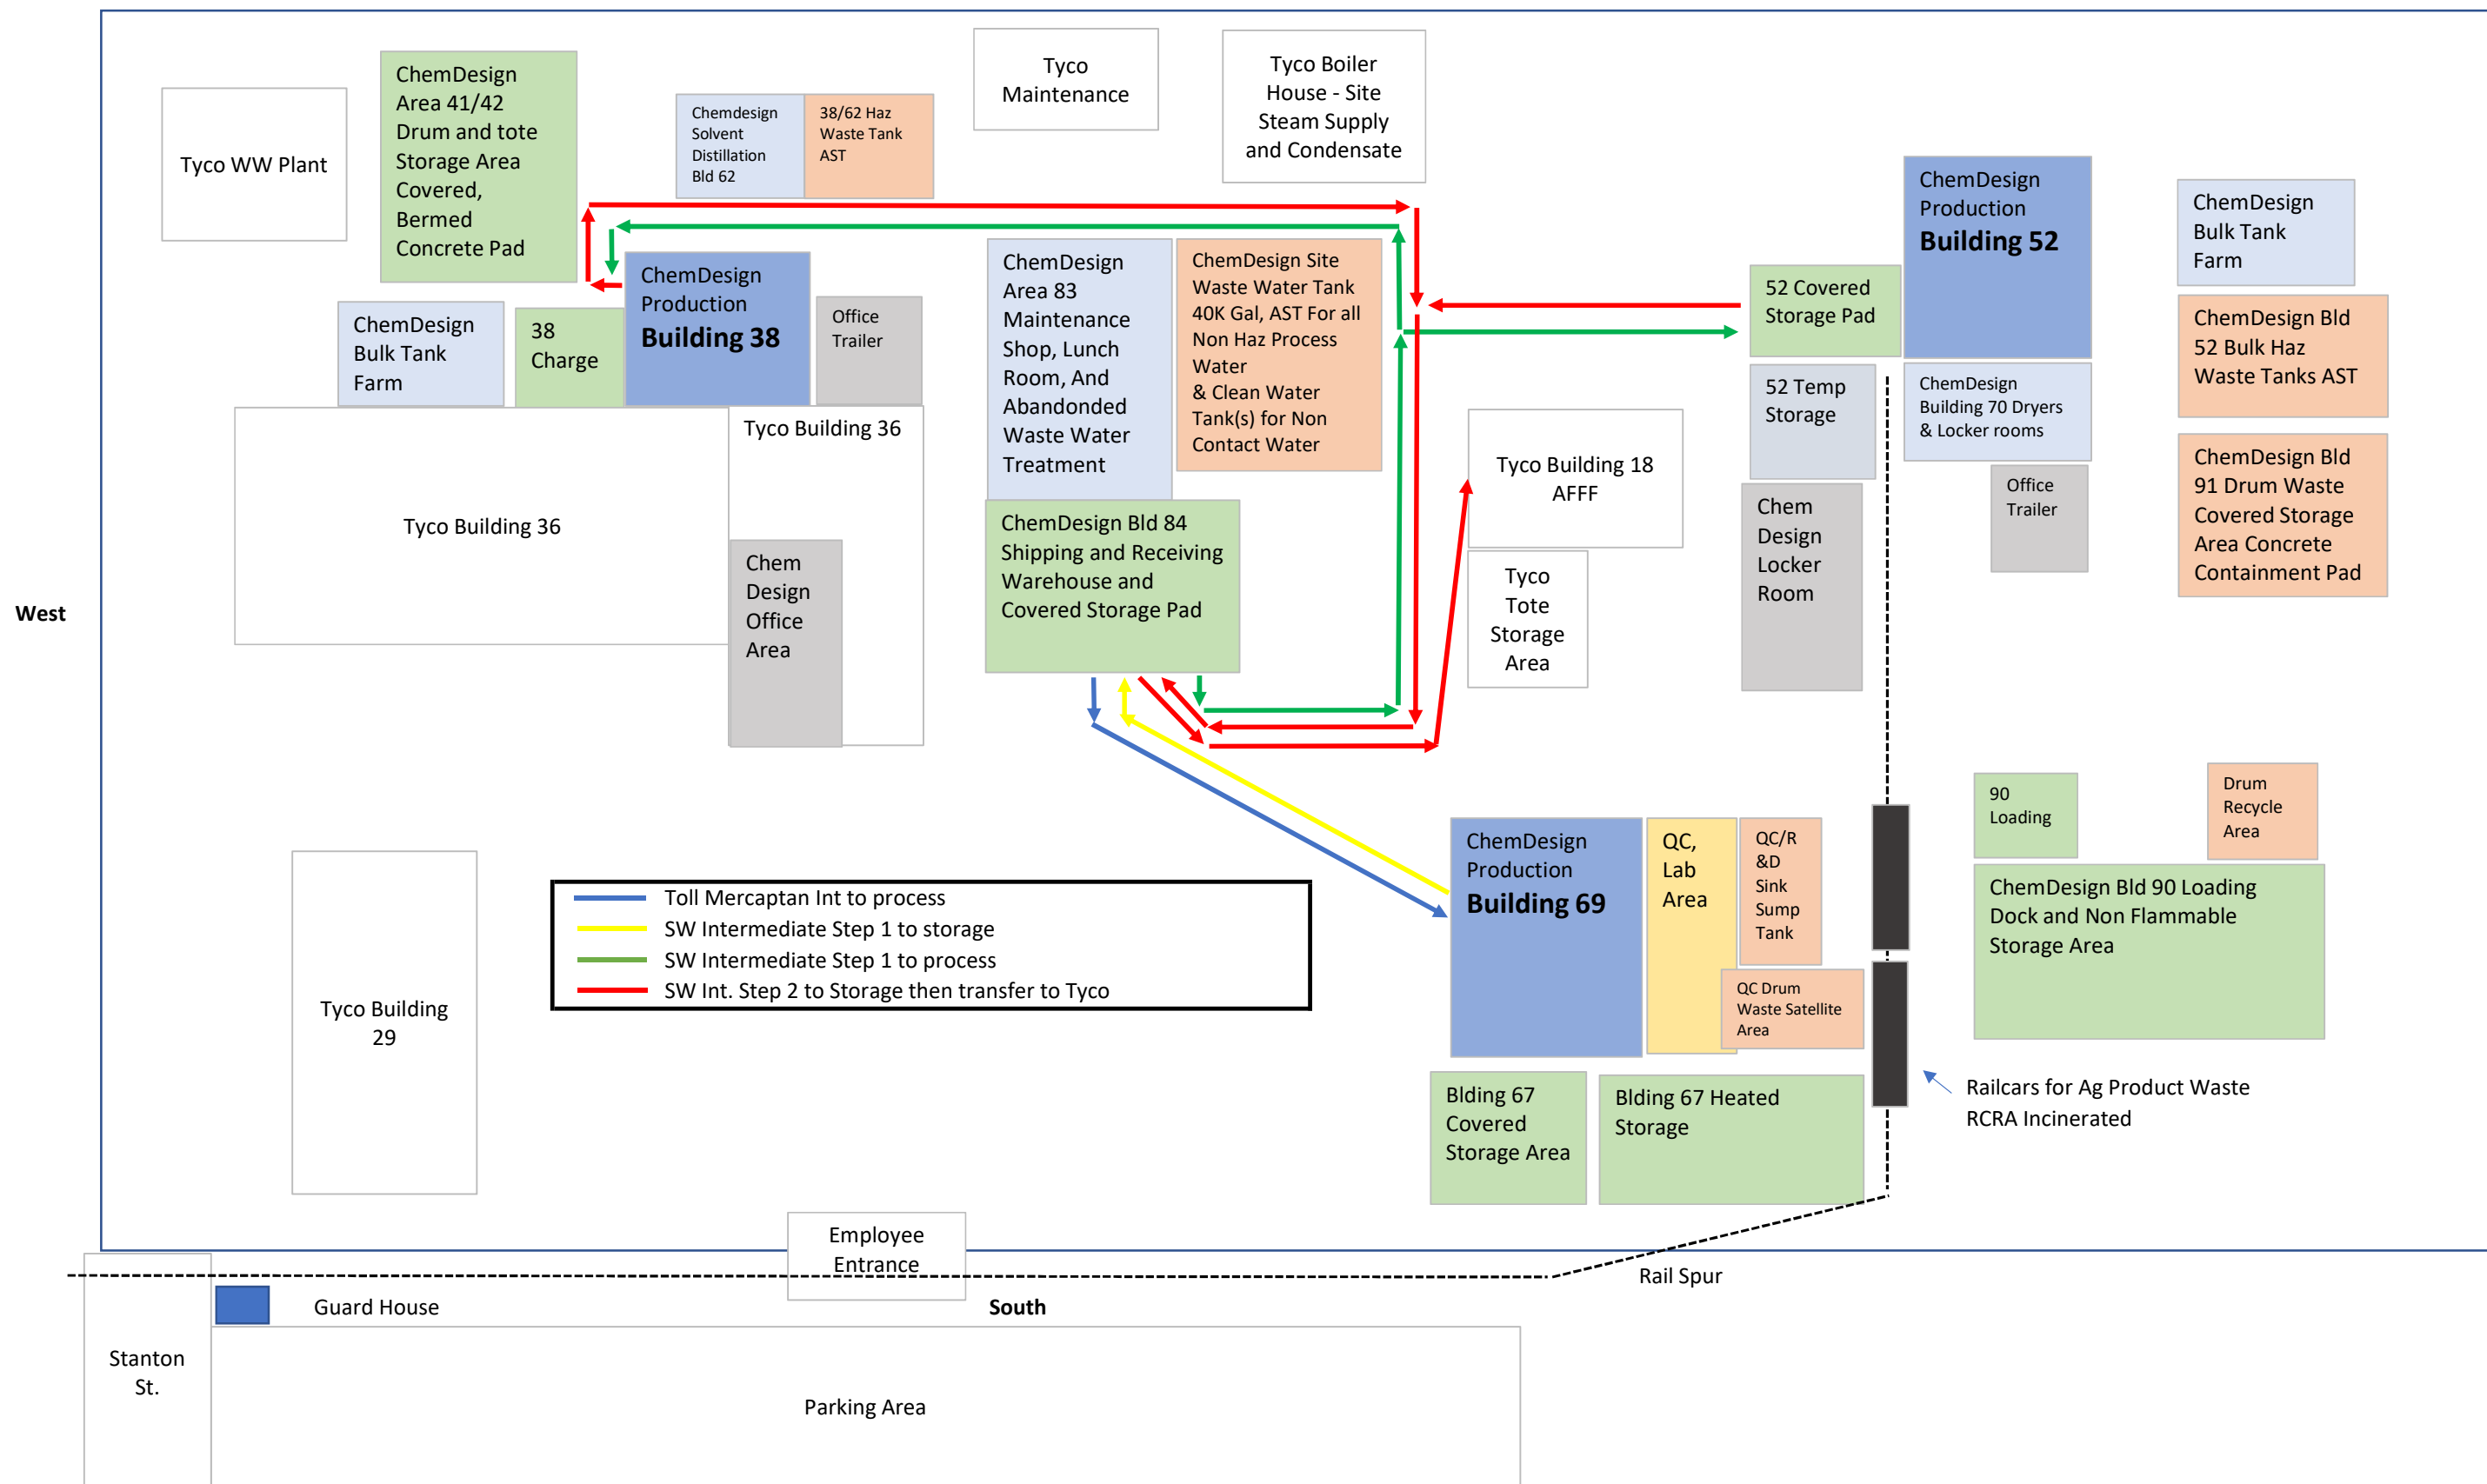 Tyco WW Plant
ChemDesign
Area 41/42
Drum and tote
Storage Area
Covered,
Bermed
Concrete Pad
Chemdesign
Solvent
Distillation
Bld 62
38/62 Haz
Waste Tank
AST
Tyco
Maintenance
Tyco Boiler
House - Site
Steam Supply
and Condensate
ChemDesign
Production
Building 52
ChemDesign
Bulk Tank
Farm
ChemDesign
Bulk Tank
Farm
38
Charge
ChemDesign
Production
Building 38
Office
Trailer
ChemDesign
Area 83
Maintenance
Shop, Lunch
Room, And
Abandonded
Waste Water
Treatment
ChemDesign Site
Waste Water Tank
40K Gal, AST For all
Non Haz Process
Water
& Clean Water
Tank(s) for Non
Contact Water
52 Covered
Storage Pad
ChemDesign Bld
52 Bulk Haz
Waste Tanks AST
52 Temp
Storage
ChemDesign
Building 70 Dryers
& Locker rooms
Tyco Building 36
Tyco Building 36
Chem
Design
Office
Area
ChemDesign Bld 84
Shipping and Receiving
Warehouse and
Covered Storage Pad
Tyco Building 18
AFFF
Tyco
Tote
Storage
Area
Chem
Design
Locker
Room
Office
Trailer
ChemDesign Bld
91 Drum Waste
Covered Storage
Area Concrete
Containment Pad
West
Tyco Building
29
Toll Mercaptan Int to process
SW Intermediate Step 1 to storage
SW Intermediate Step 1 to process
SW Int. Step 2 to Storage then transfer to Tyco
ChemDesign
Production
Building 69
QC,
Lab
Area
QC/R
&D
Sink
Sump
Tank
QC Drum
Waste Satellite
Area
90
Loading
Drum
Recycle
Area
ChemDesign Bld 90 Loading
Dock and Non Flammable
Storage Area
Blding 67
Covered
Storage Area
Blding 67 Heated
Storage
Railcars for Ag Product Waste
RCRA Incinerated
Employee
Entrance
Rail Spur
Guard House
South
Stanton
St.
Parking Area